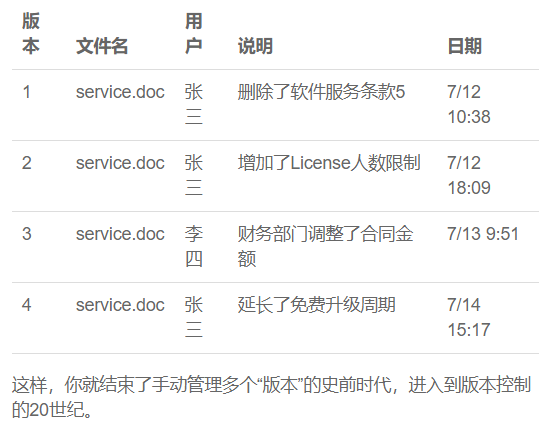 版 用
本 文件名 户 说明 日期
1 service.doc 张 删除了软件服务条款5 7/12
三 10:38
2 service.doc 张 增加了License人数限制 7/12
三 18:09
3 service.doc 李 财务部门调整了合同金 7/13 9:51
四 额
4 service.doc 张 延长了免费升级周期 7/14
三 15:17
这样，你就结束了手动管理多个“版本”的史前时代，进入到版本控制
的20世纪。